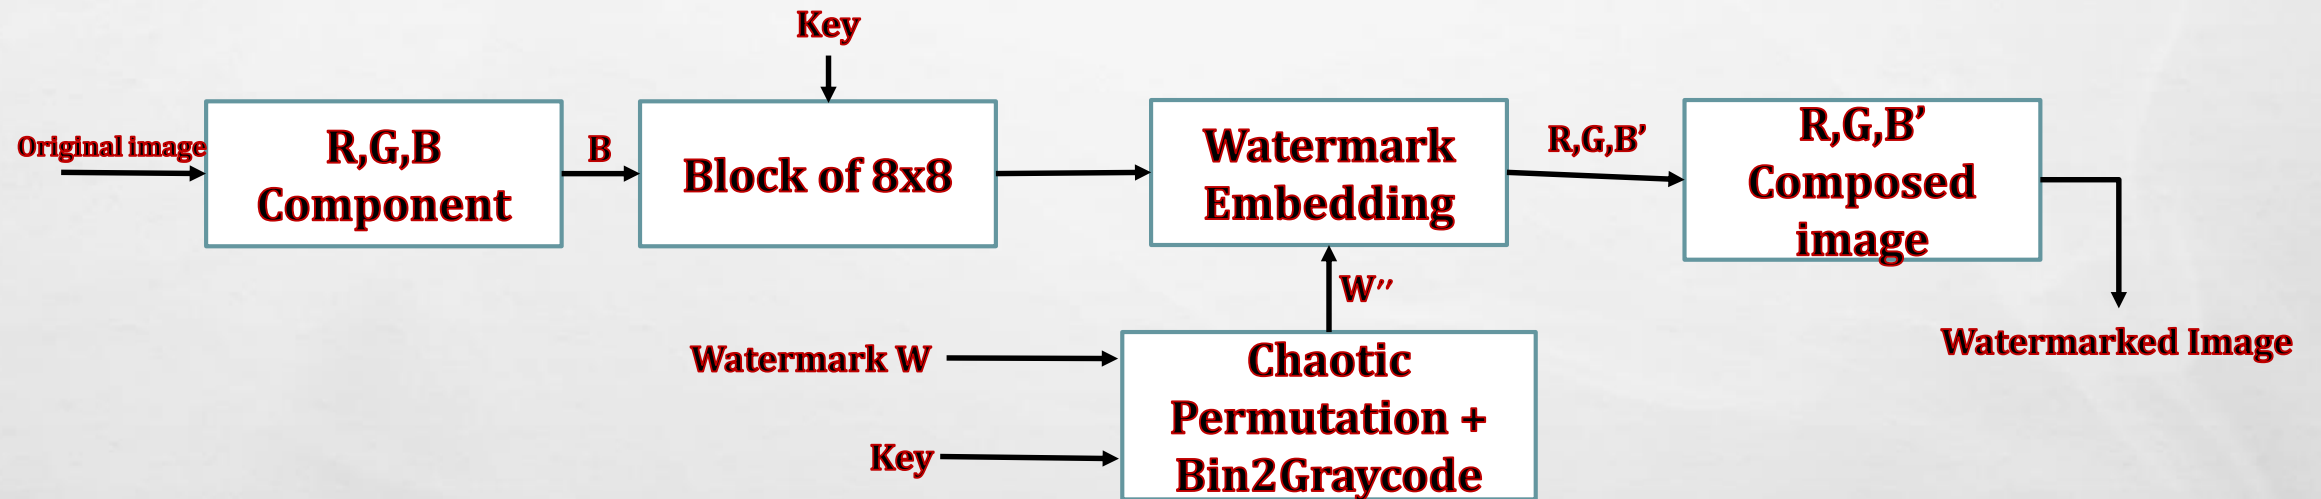 Key
Original image
R,G,B
Component
B
Block of 8x8
Watermark
Embedding
R,G,B’
R,G,B’
Composed
image
W′′
Watermark W
Key
Chaotic
Permutation +
Bin2Graycode
Watermarked Image